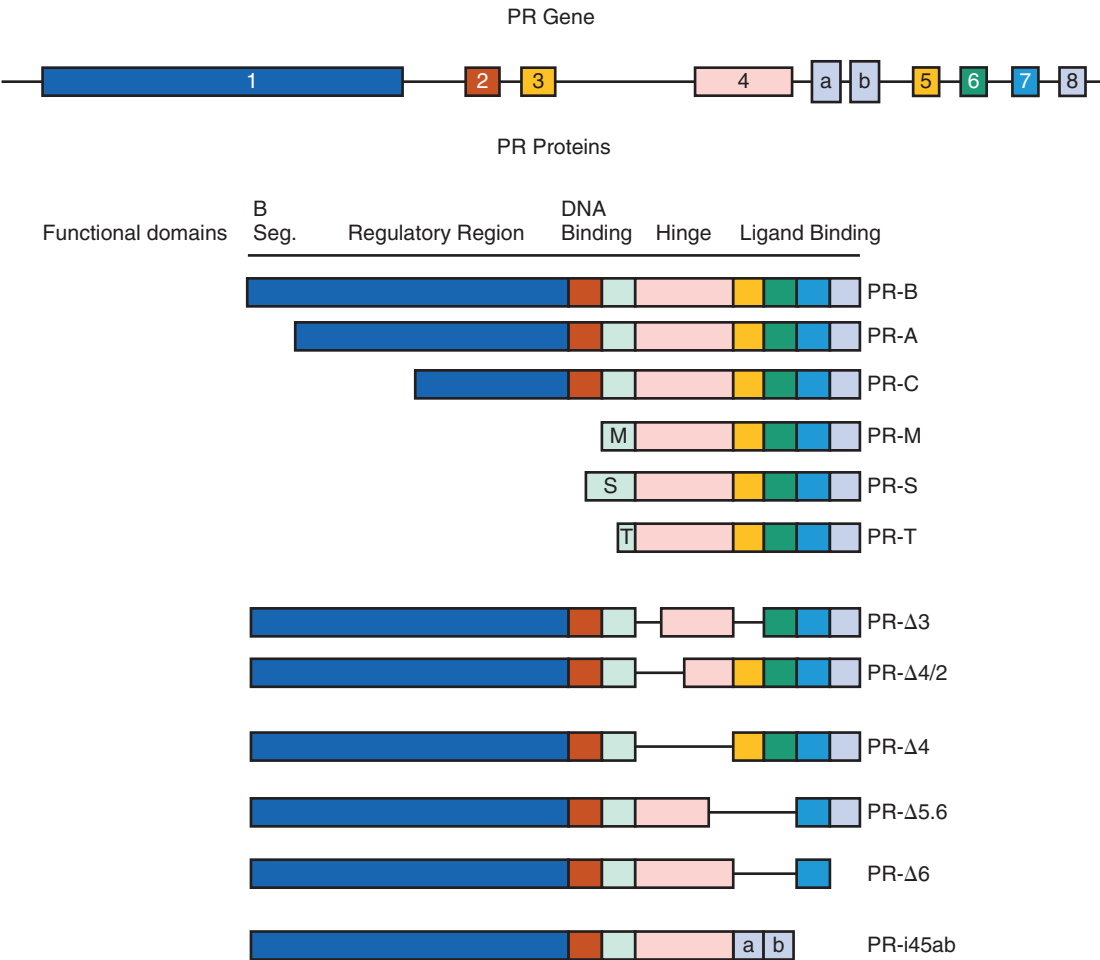 PR Gene
1 2 3 4 a b 5 6 7 8
PR Proteins
B DNA
Functional domains Seg. Regulatory Region Binding Hinge Ligand Binding
PR-B
PR-A
PR-C
M PR-M
S PR-S
T PR-T
PR-Δ3
PR-Δ4/2
PR-Δ4
PR-Δ5.6
PR-Δ6
a b PR-i45ab